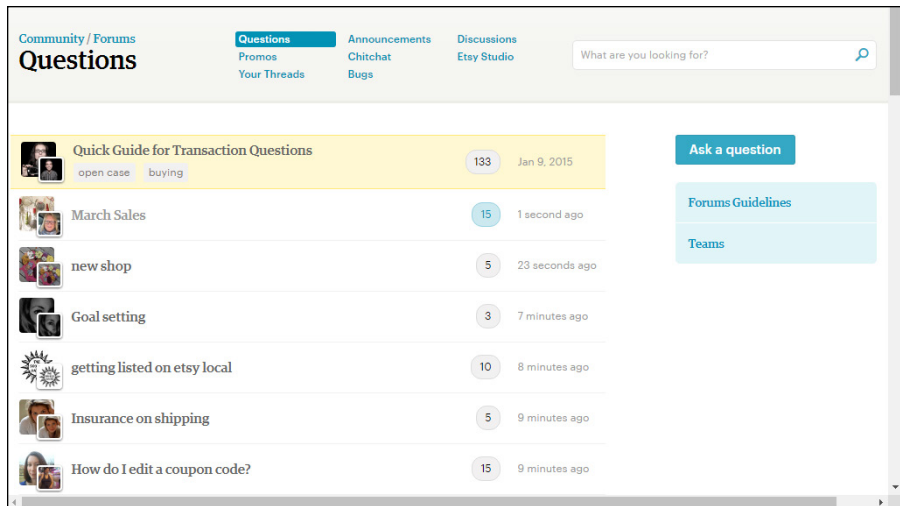 Community / Forums
Questions
Questions Announcements Discussions
Promos Chitchat Etsy Studio
Your Threads Bugs
What are you looking for?
Quick Guide for Transaction Questions 133 Jan 9, 2015
open case buying
March Sales 15 1 second ago
new shop 5 23 seconds ago
Goal setting 3 7 minutes ago
getting listed on etsy local 10 8 minutes ago
Insurance on shipping 5 9 minutes ago
How do I edit a coupon code? 15 9 minutes ago
Ask a question
Forums Guidelines
Teams